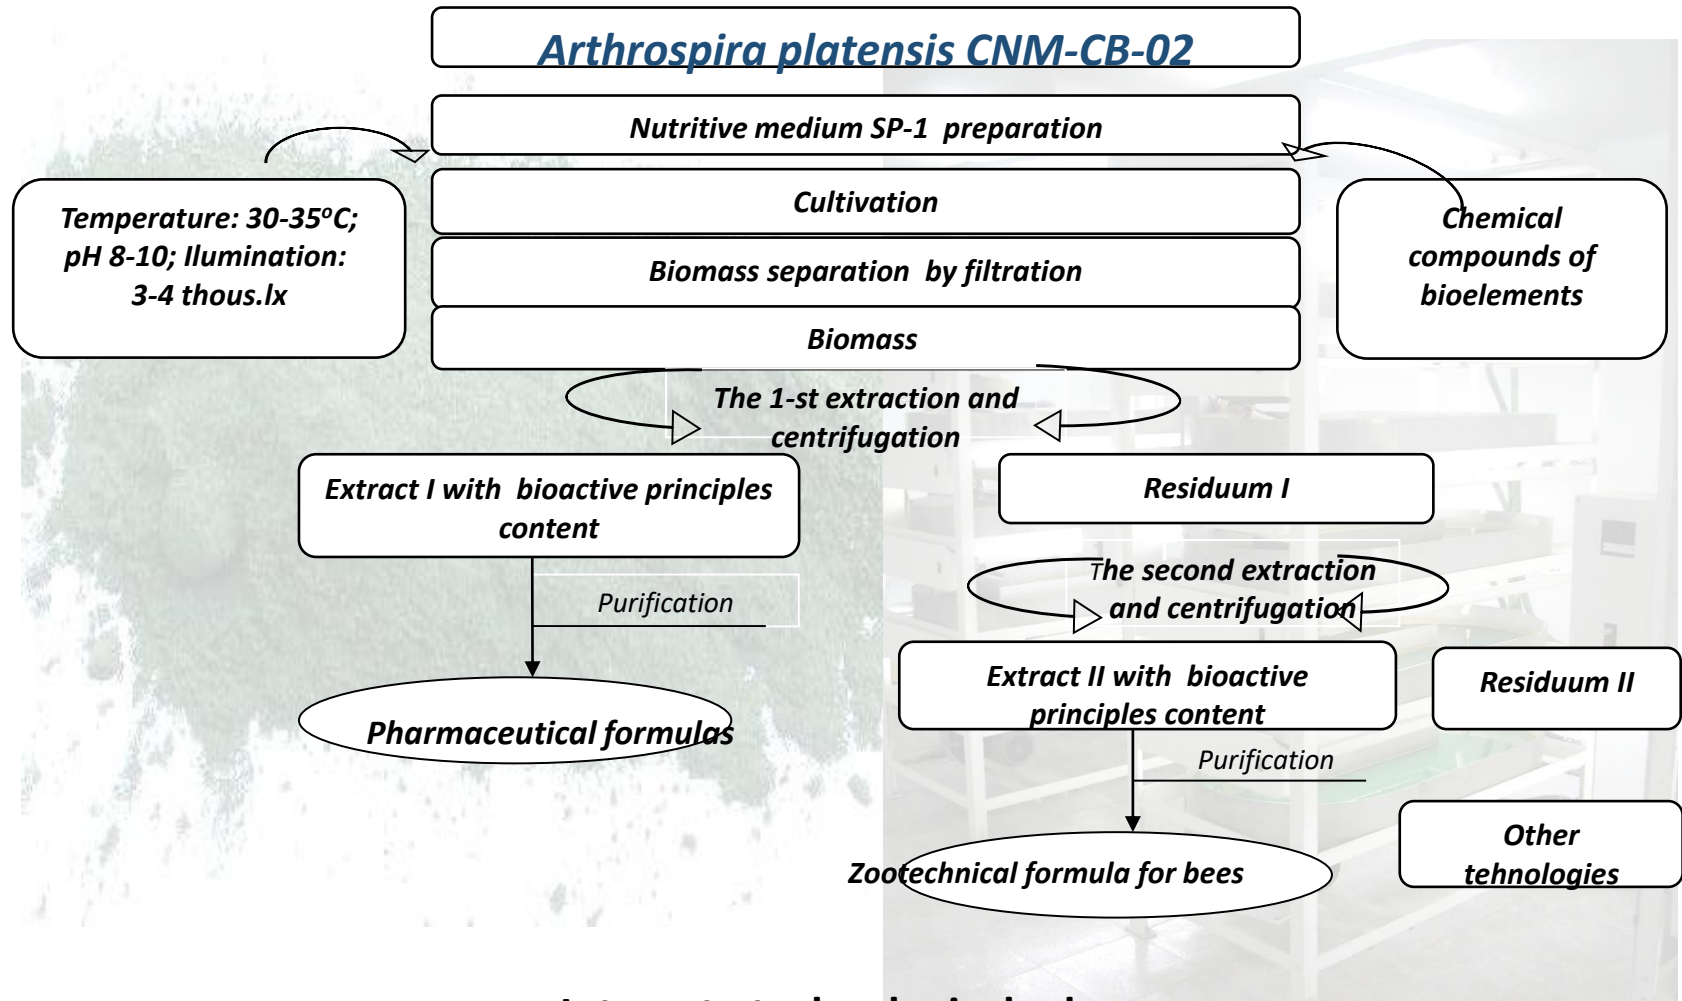 Arthrospira platensis CNM-CB-02
Nutritive medium SP-1 preparation
Temperature: 30-35°C;
pH 8-10; Ilumination:
3-4 thous.lx
Cultivation
Chemical
compounds of
bioelements
Biomass separation by filtration
Biomass
The 1-st extraction and
centrifugation
Extract I with bioactive principles
content
Residuum I
Purification
The second extraction
and centrifugation
Pharmaceutical formulas
Extract II with bioactive
principles content
Residuum II
Purification
Zootechnical formula for bees
Other
tehnologies